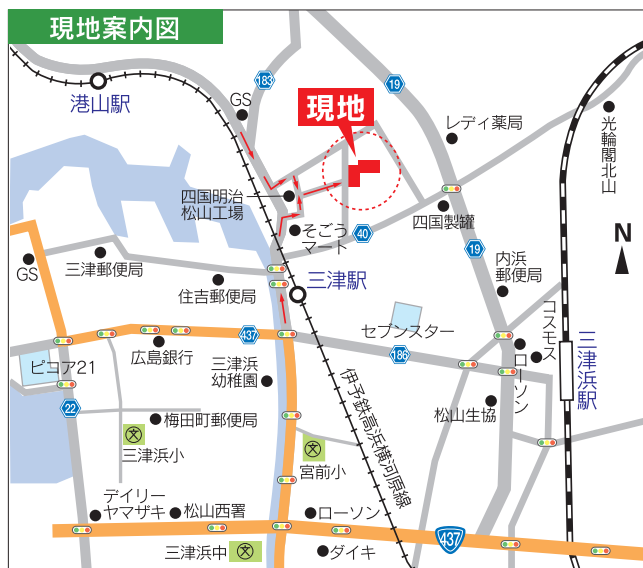 現地案内図
183
19
港山駅
GS
現地
レディ薬局
光輪閣北山
四国明治
松山工場
四国製罐
そごう
マート
40
19
N
GS
三津郵便局
三津駅
内浜
郵便局
住吉郵便局
コスモス
セブンスター
437
186
ピコア21
広島銀行
ローソン
三津浜駅
三津浜
幼稚園
伊予鉄高浜横河原線
22
梅田町郵便局
松山生協
文
三津浜小
文
宮前小
デイリー
ヤマザキ
松山西署
ローソン
437
三津浜中
文
ダイキ